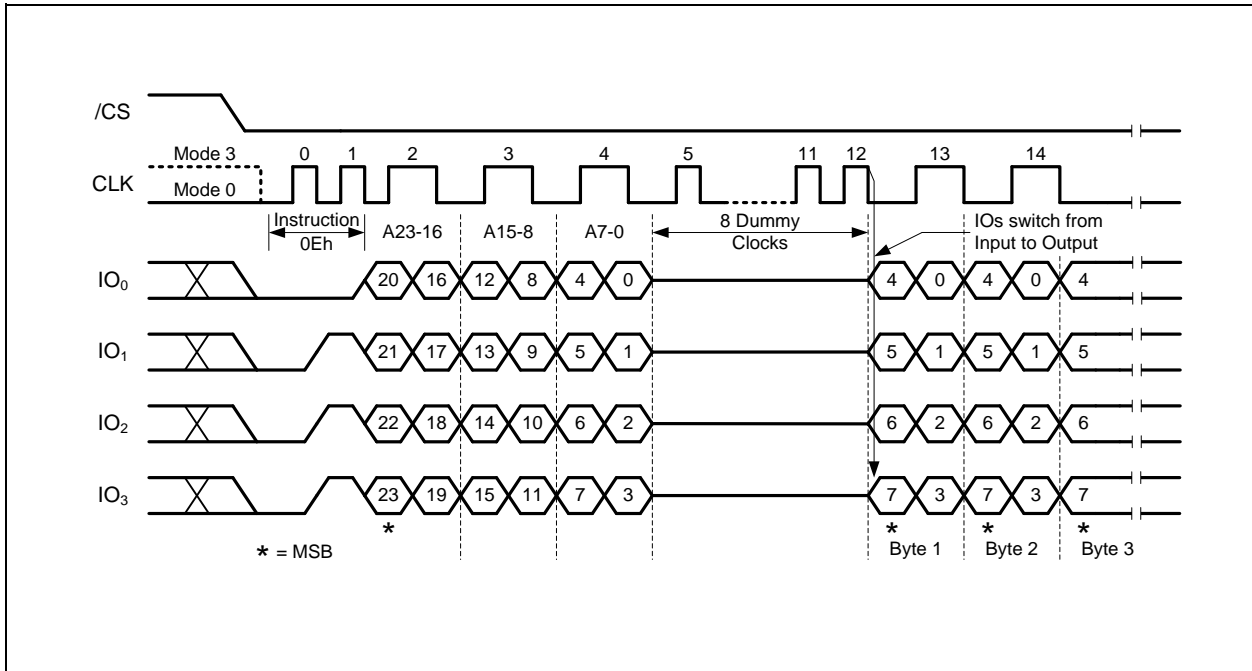 /CS
Mode 3 0 1 2 3 4 5 11 12 13 14
CLK
Mode 0
Instruction
0Eh
A23-16 A15-8 A7-0
8 Dummy
Clocks
IOs switch from
Input to Output
IO0 20 16 12 8 4 0 4 0 4 0 4
IO1 21 17 13 9 5 1 5 1 5 1 5
IO2 22 18 14 10 6 2 6 2 6 2 6
IO3 23 19 15 11 7 3 7 3 7 3 7
* * * *
* = MSB
Byte 1 Byte 2 Byte 3